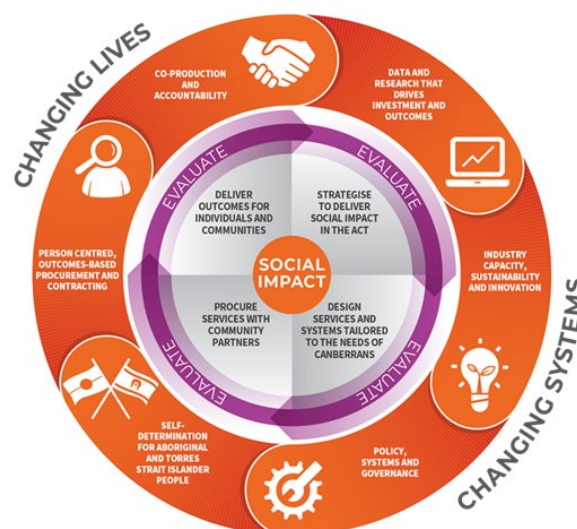 CHANGING LIVES
CO-PRODUCTION
AND
ACCOUNTABILITY
DATA AND
RESEARCH THAT
DRIVES
INVESTMENT AND
OUTCOMES
INDUSTRY
CAPACITY,
SUSTAINABILITY
AND INNOVATION
POLICY,
SYSTEMS AND
GOVERNANCE
SELF-
DETERMINATION
FOR ABORIGINAL
AND TORRES
STRAIT ISLANDER
PEOPLE
PERSON CENTRED,
OUTCOMES-BASED
PROCUREMENT AND
CONTRACTING
CHANGING SYSTEMS
EVALUATE
EVALUATE
EVALUATE
EVALUATE
DELIVER
OUTCOMES FOR
INDIVIDUALS AND
COMMUNITIES
STRATEGISE
TO DELIVER
SOCIAL IMPACT
IN THE ACT
SOCIAL
IMPACT
PROCURE
SERVICES WITH
COMMUNITY
PARTNERS
DESIGN
SERVICES AND
SYSTEMS TAILORED
TO THE NEEDS OF
CANBERRANS